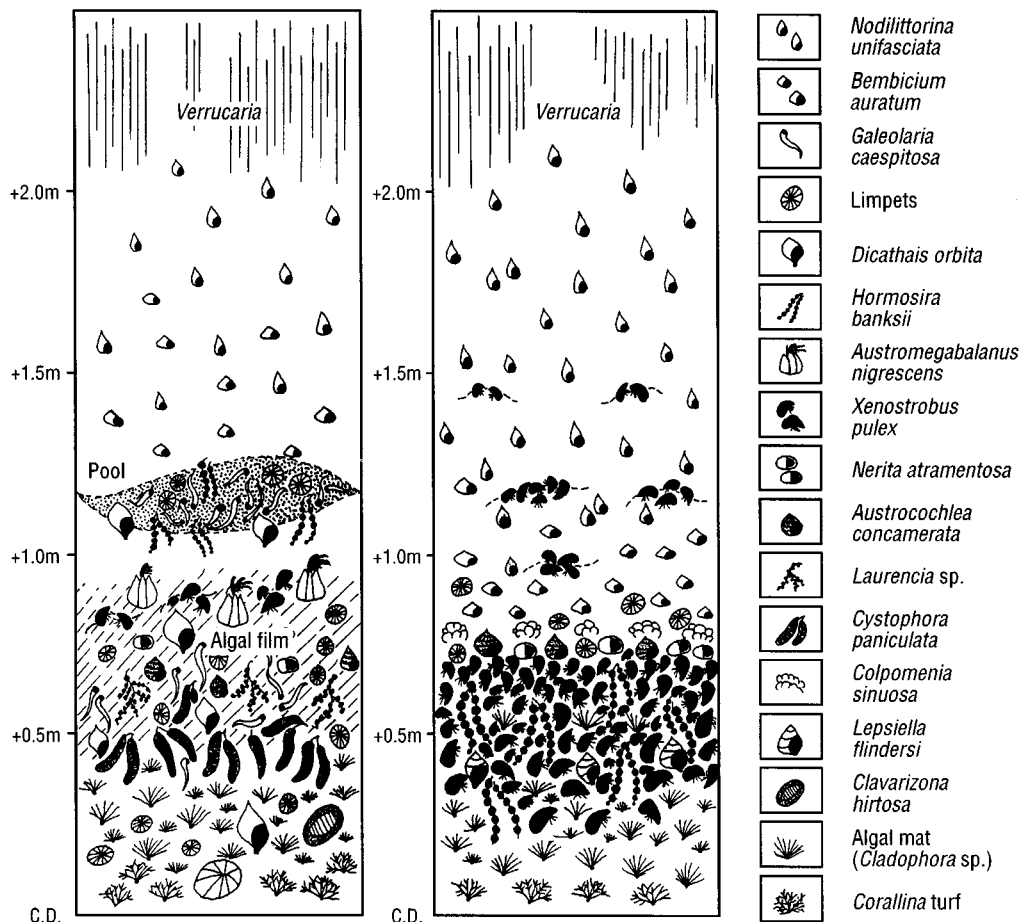 Verrucaria
+2.0m
+1.5m
Pool
+1.0m
Algal film
+0.5m
C.D.
Verrucaria
+2.0m
+1.5m
+1.0m
+0.5m
C.D.
Nodilittorina
unifasciata
Bembicium
auratum
Galeolaria
caespitosa
Limpets
Dicathais orbita
Hormosira
banksii
Austromegabalanus
nigrescens
Xenostrobus
pulex
Nerita atramentosa
Austrocochlea
concamerata
Laurencia sp.
Cystophora
paniculata
Colpomenia
sinuosa
Lepsiella
flindersi
Clavarizona
hirtosa
Algal mat
(Cladophora sp.)
Corallina turf